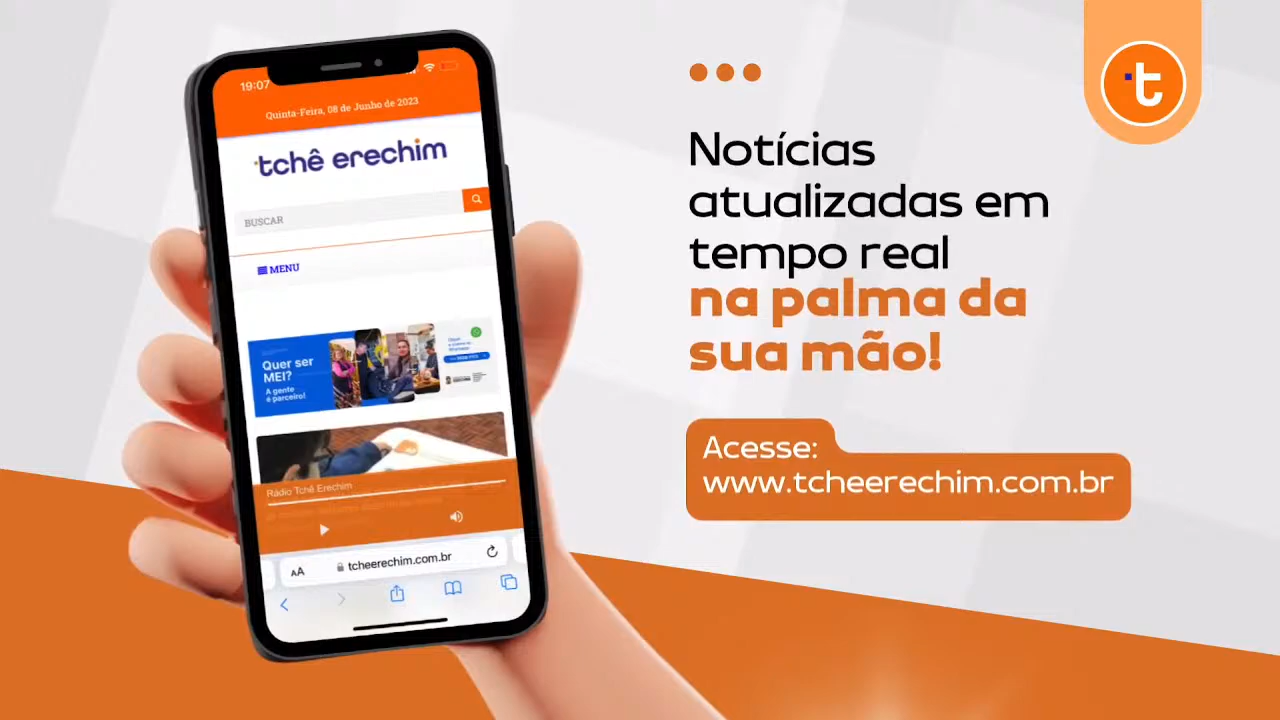 19:07
Quinta-Feira, 08 de Junho de 2023
tchê erechim
BUSCAR
MENU
Quer ser
MEI?
A gente
é parceiro!
Rádio Tchê Erechim
AA
tcheerechim.com.br
t
Notícias
atualizadas em
tempo real
na palma da
sua mão!
Acesse:
www.tcheerechim.com.br